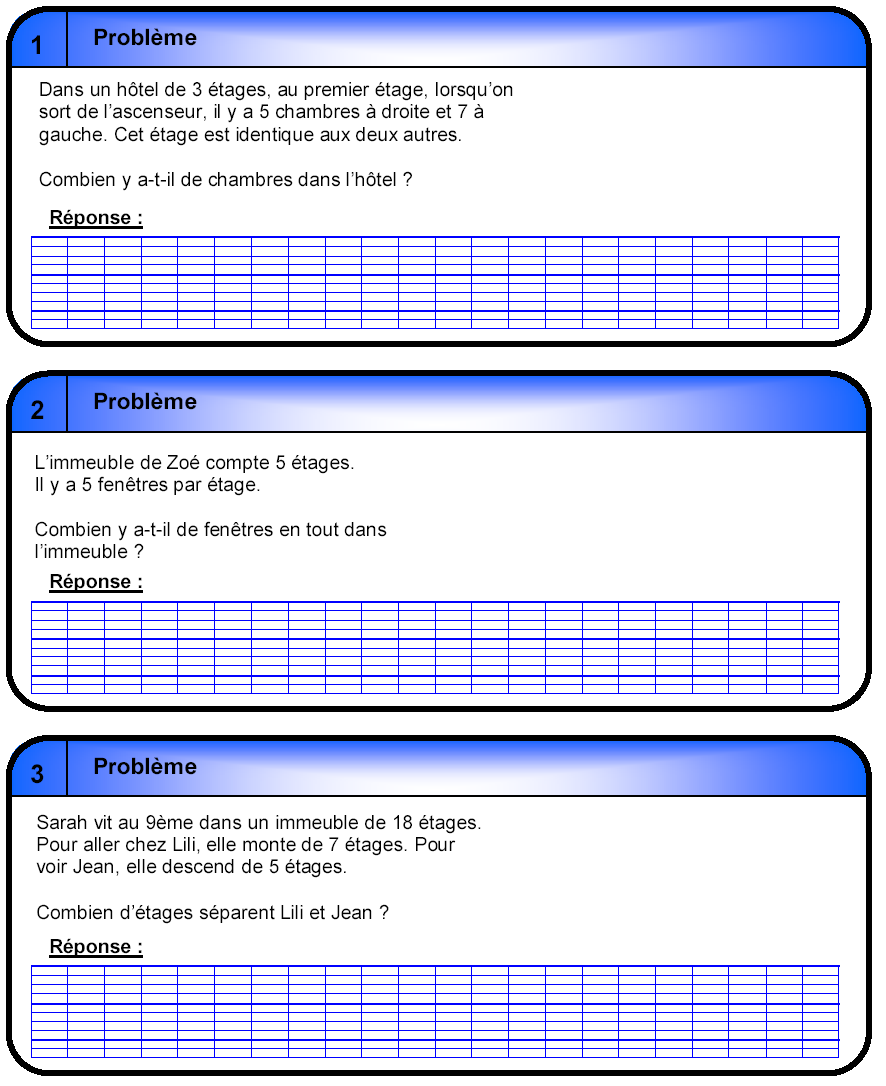 1 Problème
Dans un hôtel de 3 étages, au premier étage, lorsqu’on
sort de l’ascenseur, il y a 5 chambres à droite et 7 à
gauche. Cet étage est identique aux deux autres.
Combien y a-t-il de chambres dans l’hôtel ?
Réponse :
2 Problème
L’immeuble de Zoé compte 5 étages.
Il y a 5 fenêtres par étage.
Combien y a-t-il de fenêtres en tout dans
l’immeuble ?
Réponse :
3 Problème
Sarah vit au 9ème dans un immeuble de 18 étages.
Pour aller chez Lili, elle monte de 7 étages. Pour
voir Jean, elle descend de 5 étages.
Combien d’étages séparent Lili et Jean ?
Réponse :